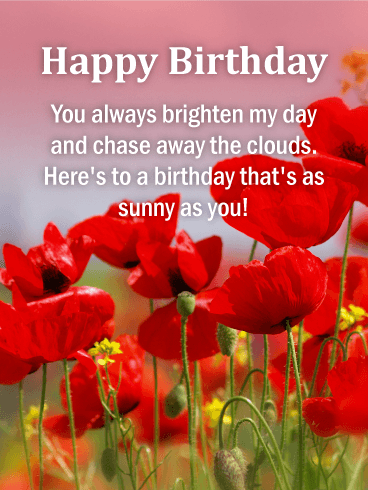 Happy Birthday
You always brighten my day
and chase away the clouds.
Here's to a birthday that's as
sunny as you!